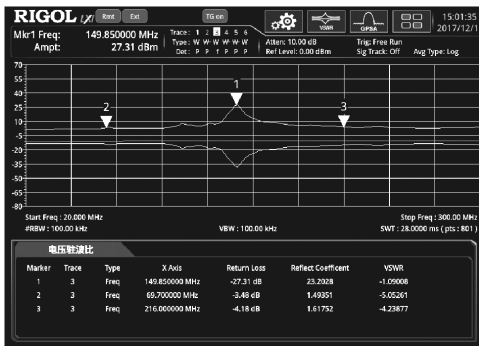 RIGOL LXI Rmt Ext TG on 15:01:35
2017/12/1
Mkr1 Freq: 149.850000 MHz
Ampt: 27.31 dBm
Trace: 1 2 3 4 5 6
Type: W W W W W W
Det: P P f P P P
Atten: 10.00 dB
Ref Level: 0.00 dBm
Trig: Free Run
Sig Track: Off Avg Type: Log
VSWR
GPSA
70
55
40
25
10
-5
-20
-35
-50
-65
-80
1
2
3
Start Freq : 20.000 MHz Stop Freq : 300.00 MHz
#RBW : 100.00 kHz VBW : 100.00 kHz SWT : 28.0000 ms ( pts : 801 )
电压驻波比
Marker Trace Type X Axis Return Loss Reflect Coefficent VSWR
1 3 Freq 149.850000 MHz -27.31 dB 23.2028 -1.09008
2 3 Freq 69.700000 MHz -3.48 dB 1.49351 -5.05261
3 3 Freq 216.000000 MHz -4.18 dB 1.61752 -4.23877